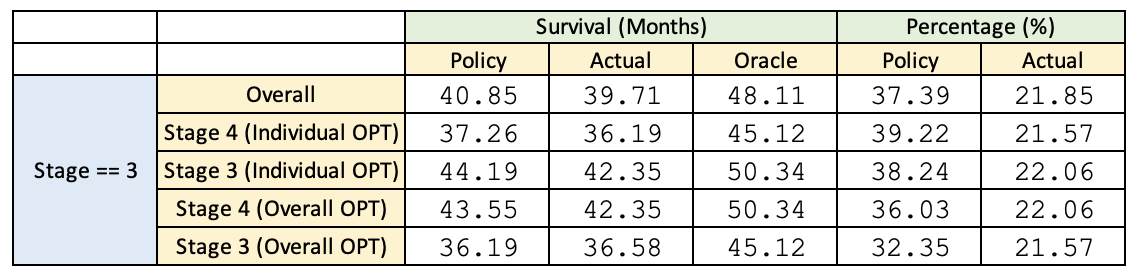 Survival (Months) Percentage (%)
Policy Actual Oracle Policy Actual
Stage == 3
Overall 40.85 39.71 48.11 37.39 21.85
Stage 4 (Individual OPT) 37.26 36.19 45.12 39.22 21.57
Stage 3 (Individual OPT) 44.19 42.35 50.34 38.24 22.06
Stage 4 (Overall OPT) 43.55 42.35 50.34 36.03 22.06
Stage 3 (Overall OPT) 36.19 36.58 45.12 32.35 21.57